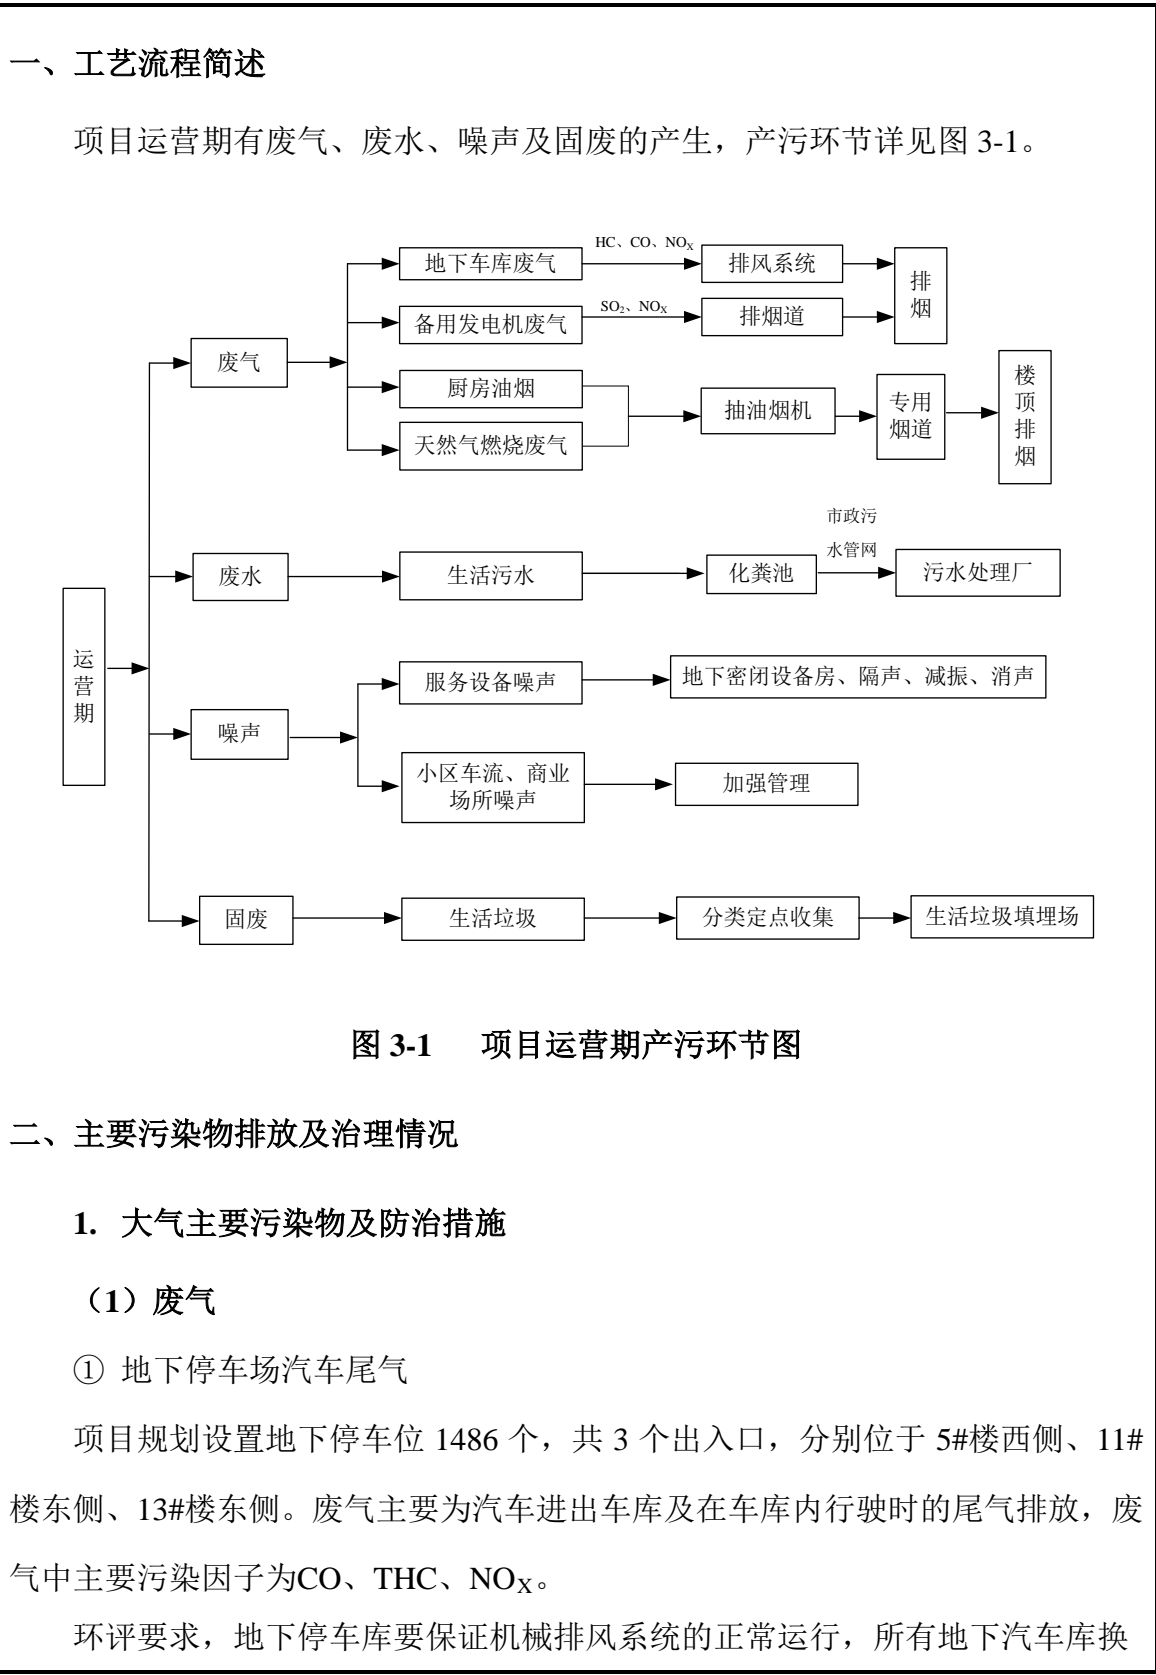 一、工艺流程简述
项目运营期有废气、废水、噪声及固废的产生，产污环节详见图 3-1。
地下车库废气
HC、CO、NOX
排风系统
排烟
备用发电机废气
SO2、NOX
排烟道
废气
厨房油烟
天然气燃烧废气
抽油烟机
专用
烟道
楼顶排烟
废水
生活污水
化粪池
市政污
水管网
污水处理厂
运营期
噪声
服务设备噪声
地下密闭设备房、隔声、减振、消声
小区车流、商业
场所噪声
加强管理
固废
生活垃圾
分类定点收集
生活垃圾填埋场
图 3-1 项目运营期产污环节图
二、主要污染物排放及治理情况
1. 大气主要污染物及防治措施
（1）废气
① 地下停车场汽车尾气
项目规划设置地下停车位 1486 个，共 3 个出入口，分别位于 5#楼西侧、11#
楼东侧、13#楼东侧。废气主要为汽车进出车库及在车库内行驶时的尾气排放，废
气中主要污染因子为CO、THC、NOX。
环评要求，地下停车库要保证机械排风系统的正常运行，所有地下汽车库换